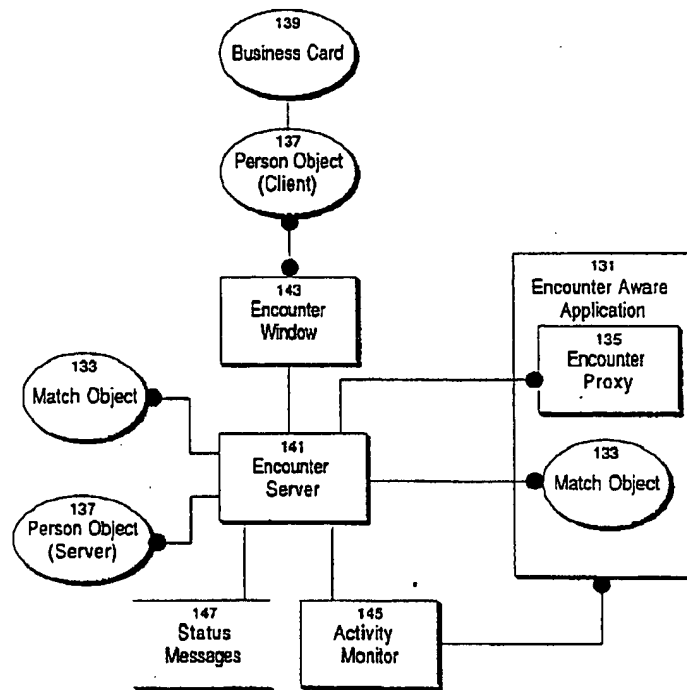 139
Business Card
137
Person Object
(Client)
143
Encounter
Window
131
Encounter Aware
Application
135
Encounter
Proxy
133
Match Object
141
Encounter
Server
133
Match Object
137
Person Object
(Server)
147
Status
Messages
145
Activity
Monitor